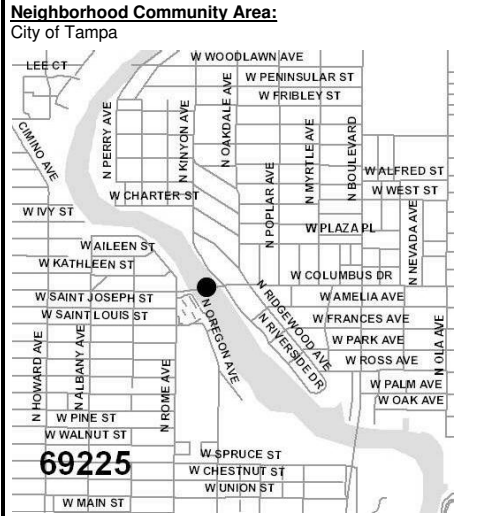 Neighborhood Community Area:
City of Tampa
W WOODLAWN AVE
LEE CT
W PENINSULAR ST
W FRIBLEY ST
CIMINO AVE
N PERRY AVE
N KINYON AVE
N OAKDALE AVE
N MYRTLE AVE
N BOULEVARD
N POPLAR AVE
W ALFRED ST
W WEST ST
W CHARTER ST
W IVY ST
W PLAZA PL
N NEVADA AVE
W AILEEN ST
W KATHLEEN ST
W COLUMBUS DR
W SAINT JOSEPH ST
W AMELIA AVE
W SAINT LOUIS ST
N OREGON AVE
N RIDGEWOOD AVE
N RIVERSIDE DR
W FRANCES AVE
W PARK AVE
W ROSS AVE
N OLA AVE
N HOWARD AVE
N ALBANY AVE
N ROME AVE
W PALM AVE
W OAK AVE
W PINE ST
W WALNUT ST
69225
W SPRUCE ST
W CHESTNUT ST
W UNION ST
W MAIN ST